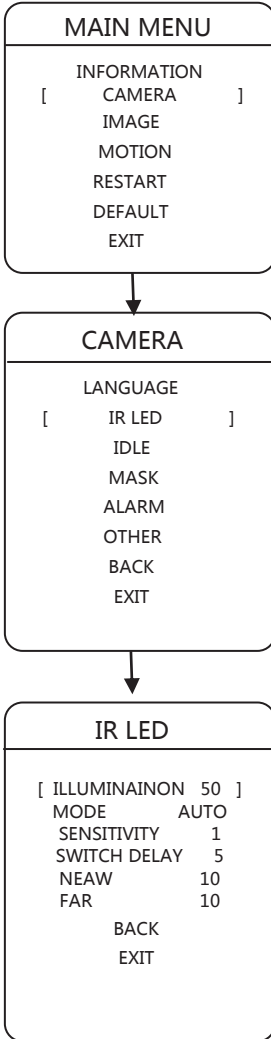 MAIN MENU
INFORMATION
[ CAMERA ]
IMAGE
MOTION
RESTART
DEFAULT
EXIT
CAMERA
LANGUAGE
[ IR LED ]
IDLE
MASK
ALARM
OTHER
BACK
EXIT
IR LED
[ ILLUMINAINON 50 ]
MODE AUTO
SENSITIVITY 1
SWITCH DELAY 5
NEAW 10
FAR 10
BACK
EXIT